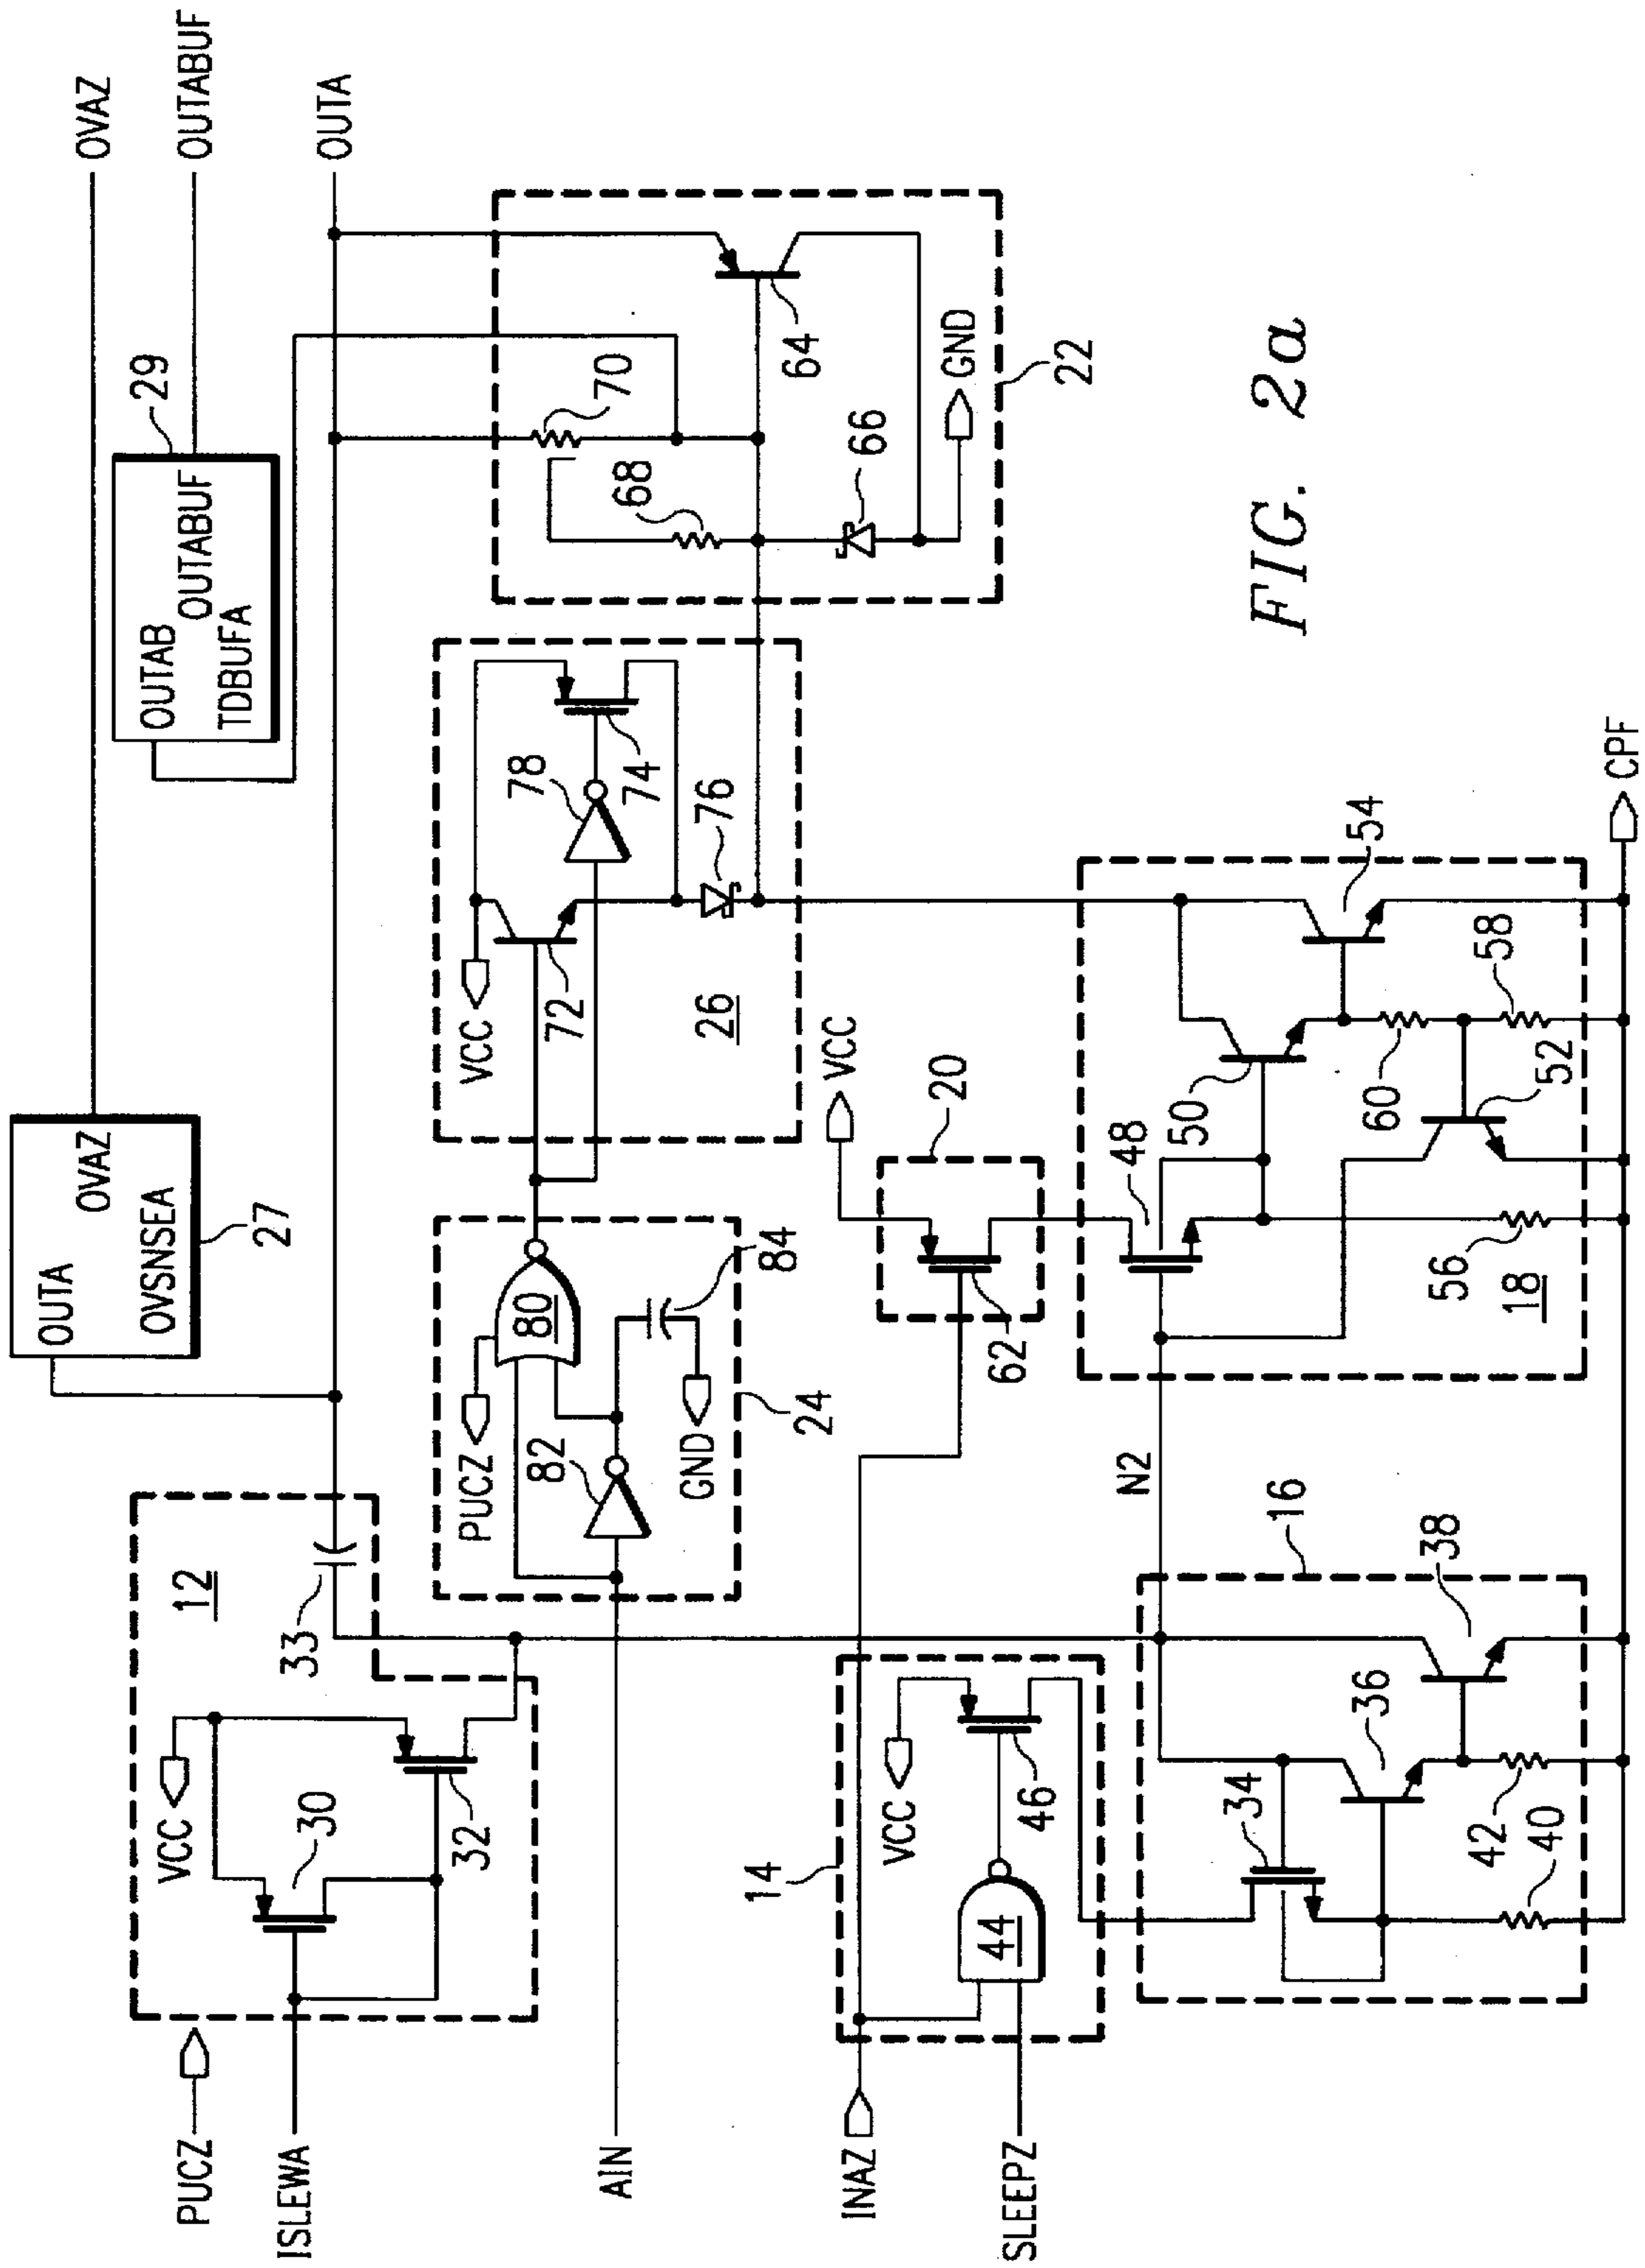 OVAZ
OUTABUF
OUTA
29
OUTAB
OUTABUF
TDBUFA
OUTA
OVAZ
OVSNSEA
27
12
33
VCC
30
32
PUCZ
ISLEWA
70
68
64
66
GND
22
VCC
72
78
74
76
26
PUCZ
80
82
84
GND
24
AIN
VCC
20
62
INAZ
SLEEPZ
14
VCC
44
46
N2
48
50
54
60
58
52
56
18
16
34
36
38
42
40
CPF
FIG. 2a